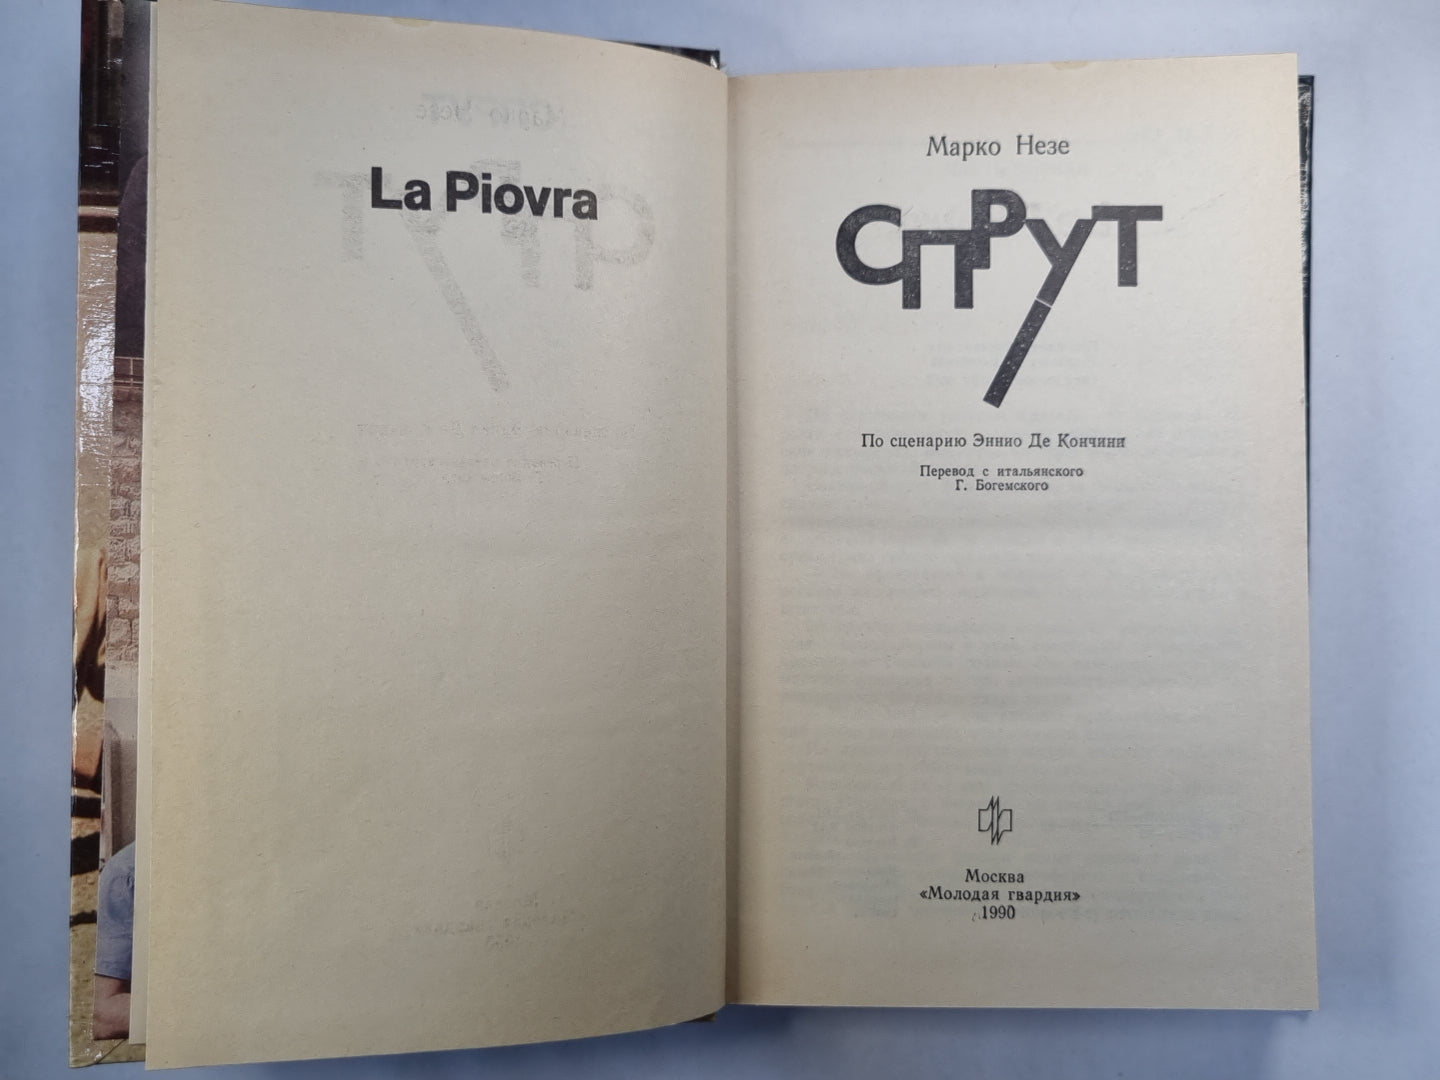 La Piovra
Марко Незе
СПРУТ
По сценарию Эннио Де Кончини
Перевод с итальянского
Г. Богемского
Москва
«Молодая гвардия»
1990